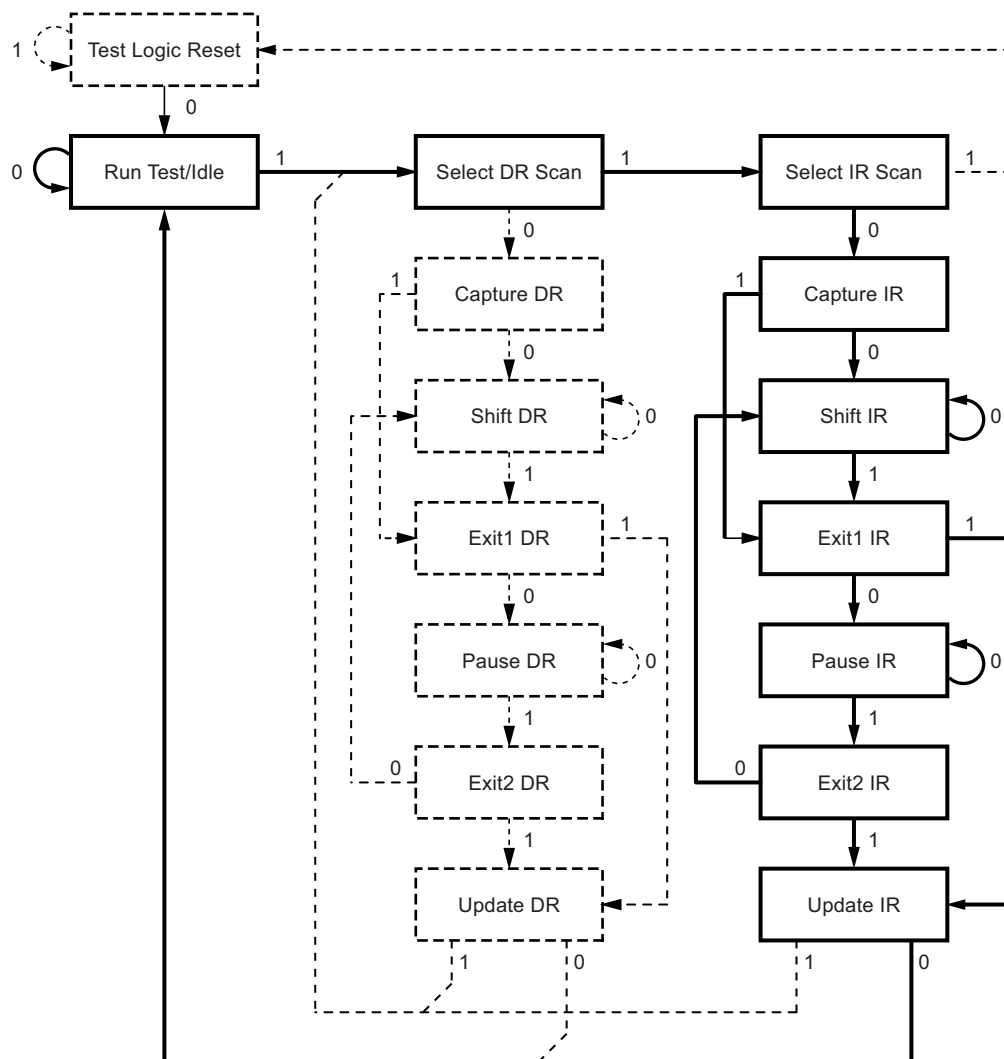 1
Test Logic Reset
0
0
Run Test/Idle
1
Select DR Scan
1
Select IR Scan
1
0
0
1
Capture DR
1
Capture IR
0
0
Shift DR
0
Shift IR
0
1
1
Exit1 DR
1
Exit1 IR
1
0
0
Pause DR
0
Pause IR
0
1
1
0
Exit2 DR
0
Exit2 IR
1
1
Update DR
Update IR
1
0
1
0